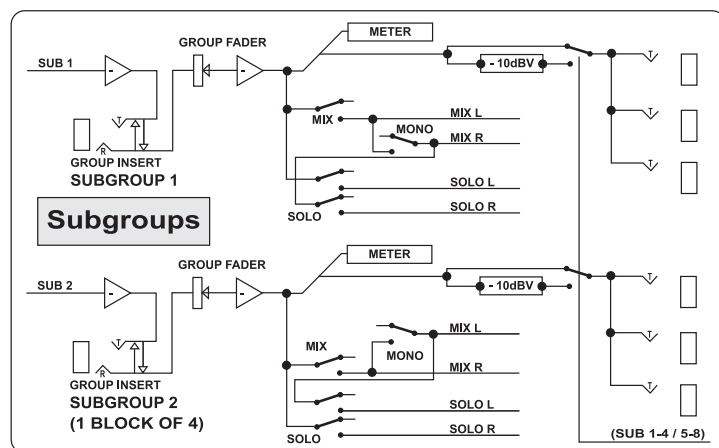 GROUP FADER
METER
SUB 1
-
-
- 10dBV
T
T
MIX L
MIX
MONO
MIX R
T
T
R
GROUP INSERT
SUBGROUP 1
SOLO L
SOLO
SOLO R
Subgroups
GROUP FADER
METER
SUB 2
-
-
- 10dBV
T
MIX L
MIX
MONO
T
T
MIX R
R
GROUP INSERT
SUBGROUP 2
(1 BLOCK OF 4)
T
SOLO L
SOLO
SOLO R
(SUB 1-4 / 5-8)